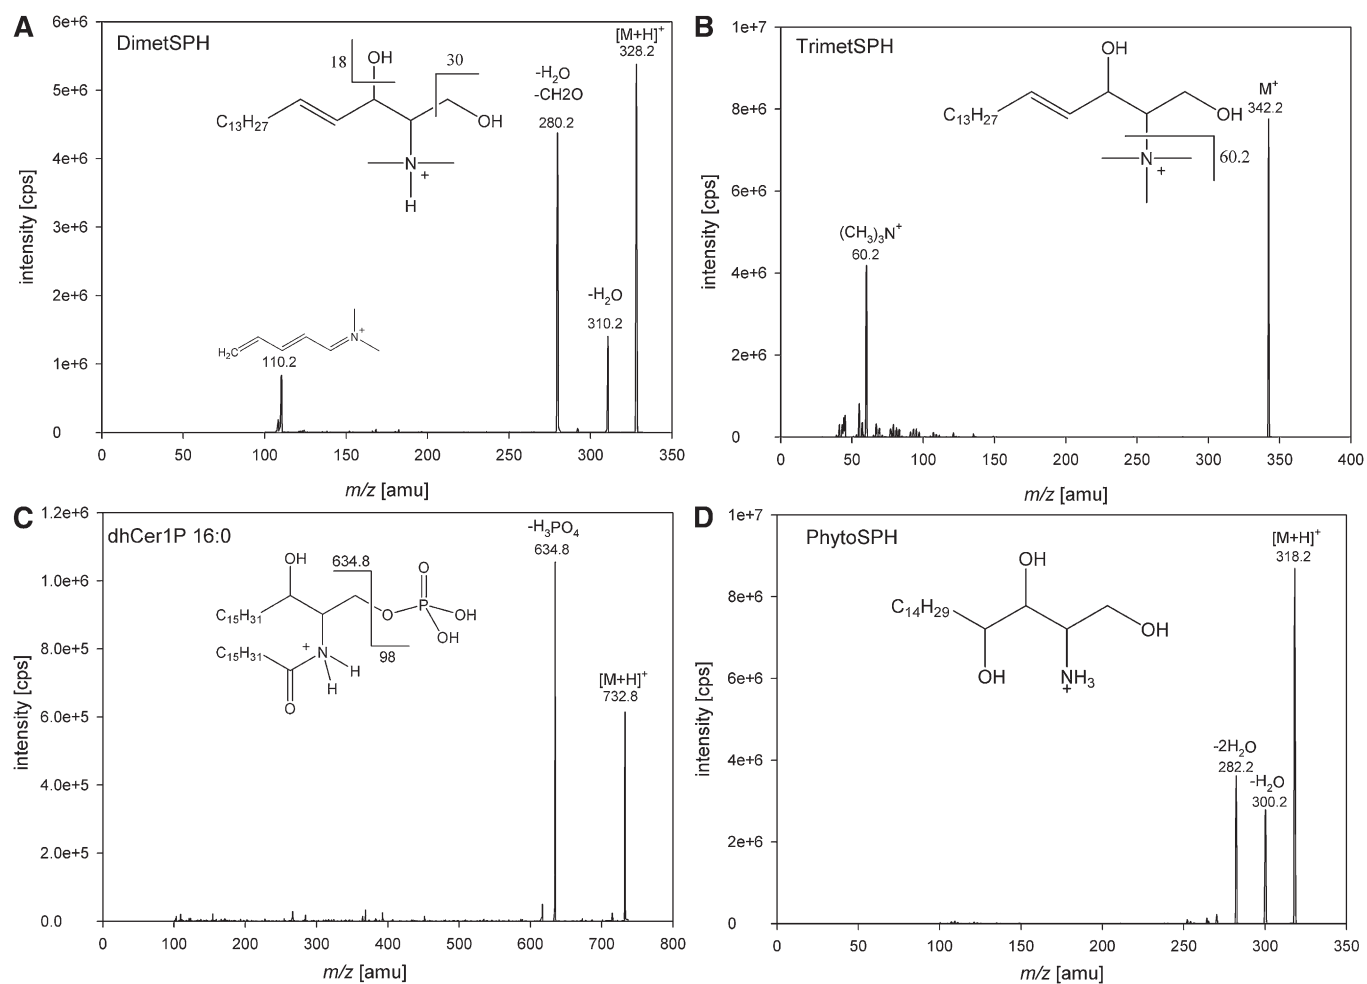 A
DimetSPH
6e+6
5e+6
4e+6
3e+6
2e+6
1e+6
0
intensity [cps]
0 50 100 150 200 250 300 350
m/z [amu]
18
OH
30
C13H27
OH
N
+
H
-H2O
-CH2O
280.2
[M+H]+
328.2
-H2O
310.2
H2C
N+
110.2
B
TrimetSPH
1e+7
8e+6
6e+6
4e+6
2e+6
0
intensity [cps]
0 50 100 150 200 250 300 350 400
m/z [amu]
OH
C13H27
OH
N
+
60.2
M+
342.2
(CH3)3N+
60.2
C
dhCer1P 16:0
1.2e+6
1.0e+6
8.0e+5
6.0e+5
4.0e+5
2.0e+5
0.0
intensity [cps]
0 100 200 300 400 500 600 700 800
m/z [amu]
OH
634.8
O
C15H31
O
P
OH
OH
C15H31
+
N
H
H
O
98
-H3PO4
634.8
[M+H]+
732.8
D
PhytoSPH
1e+7
8e+6
6e+6
4e+6
2e+6
0
intensity [cps]
0 50 100 150 200 250 300 350
m/z [amu]
OH
C14H29
OH
OH
NH3
+
[M+H]+
318.2
-2H2O
282.2
-H2O
300.2